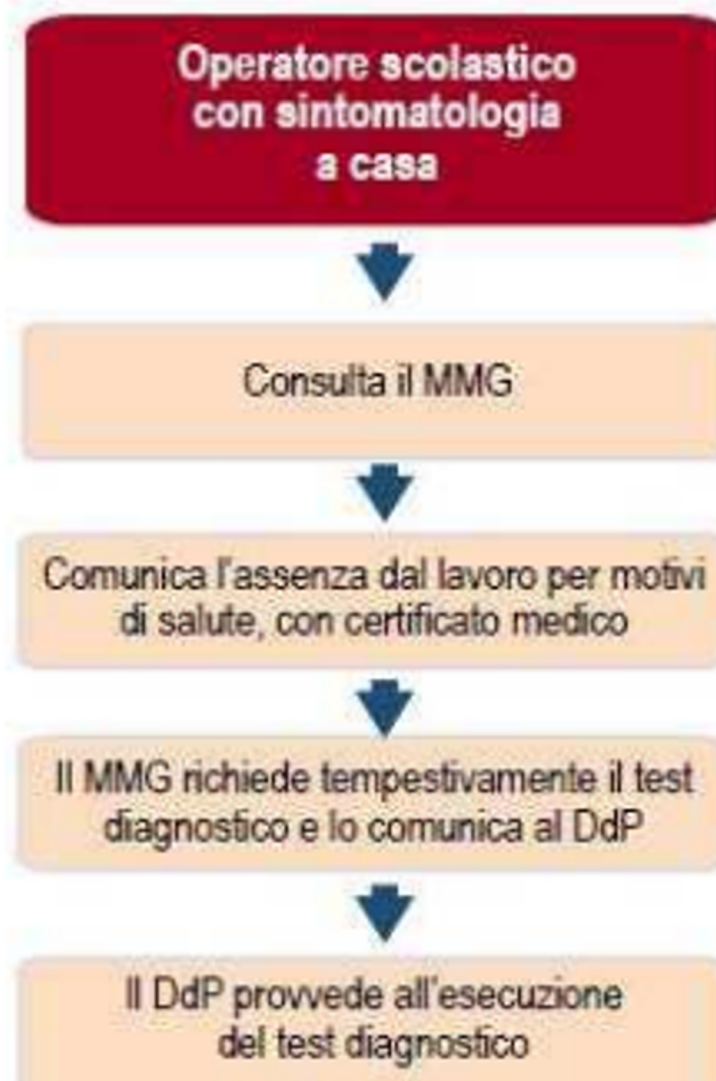 Operatore scolastico
con sintomatologia
a casa
Consulta il MMG
Comunica l'assenza dal lavoro per motivi
di salute, con certificato medico
Il MMG richiede tempestivamente il test
diagnostico e lo comunica al DdP
Il DdP provvede all'esecuzione
del test diagnostico